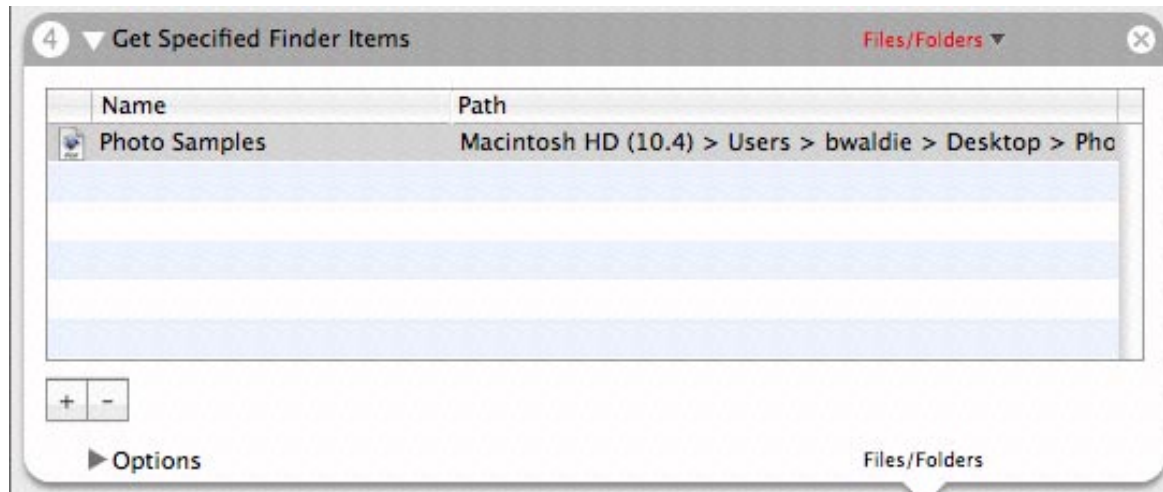 4 Get Specified Finder Items Files/Folders
Name Path
Photo Samples Macintosh HD (10.4) > Users > bwaldie > Desktop > Pho
+ -
Options Files/Folders